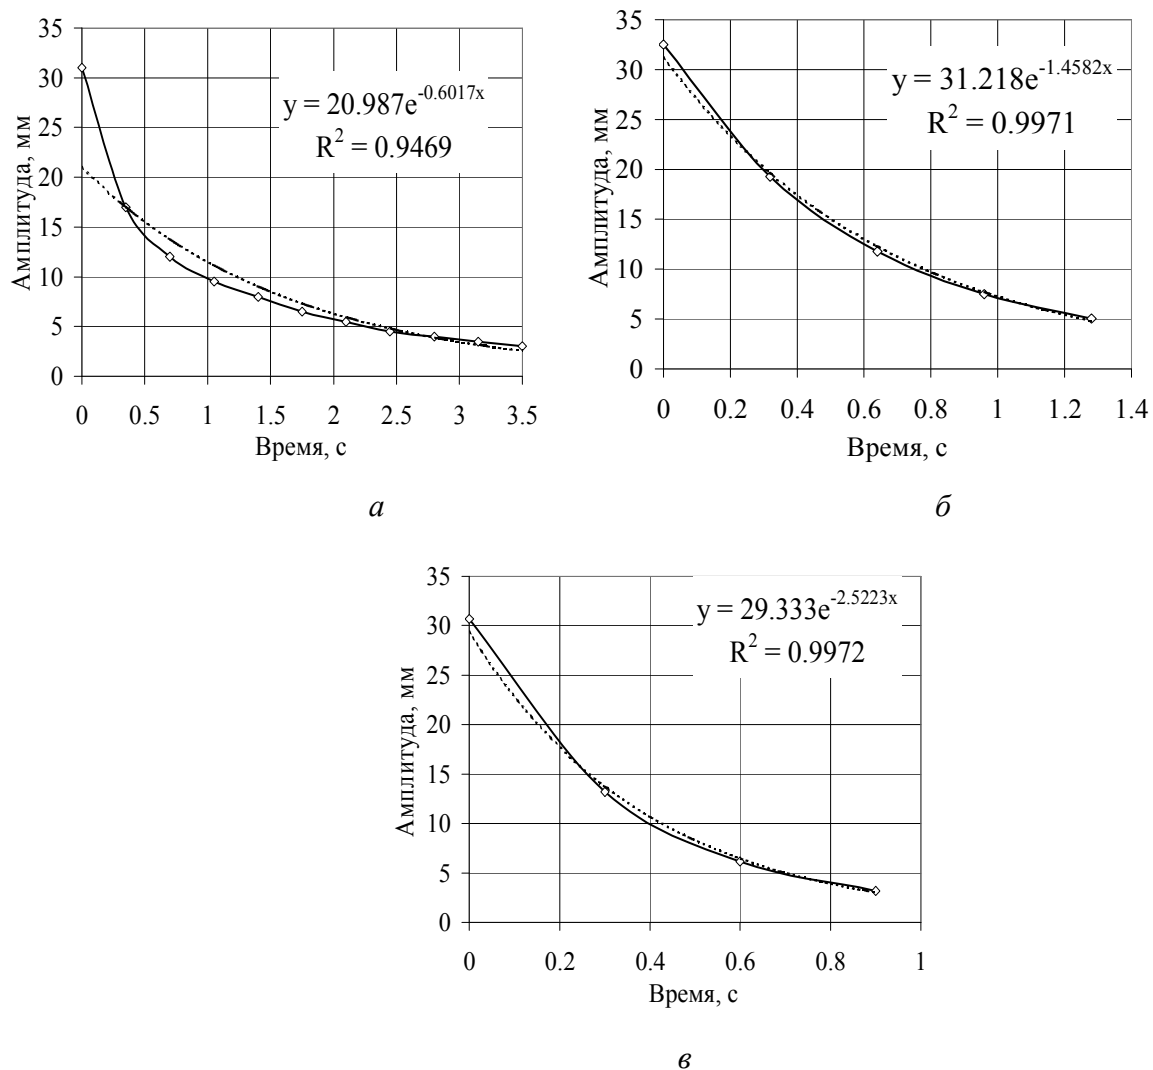 35
30
25
20
15
10
5
0
Амплитуда, мм
y = 20.987e^-0.6017x
R^2 = 0.9469
0 0.5 1 1.5 2 2.5 3 3.5
Время, с
а
35
30
25
20
15
10
5
0
Амплитуда, мм
y = 31.218e^-1.4582x
R^2 = 0.9971
0 0.2 0.4 0.6 0.8 1 1.2 1.4
Время, с
б
35
30
25
20
15
10
5
0
Амплитуда, мм
y = 29.333e^-2.5223x
R^2 = 0.9972
0 0.2 0.4 0.6 0.8 1
Время, с
в